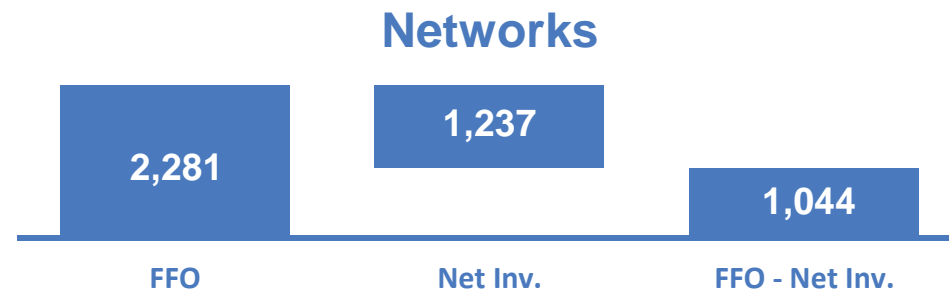 Networks
1,237
2,281
1,044
FFO
Net Inv.
FFO - Net Inv.